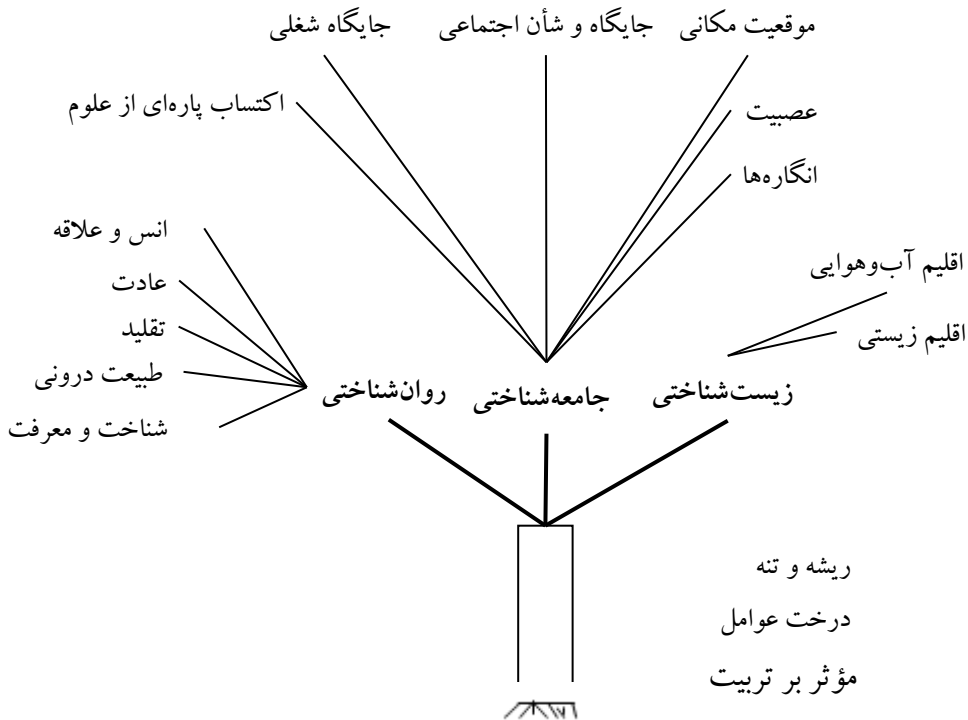 موقعیت مکانی
جایگاه و شأن اجتماعی
جایگاه شغلی
عصبیت
اکتساب پاره‌ای از علوم
انگاره‌ها
انس و علاقه
اقلیم آب‌وهوایی
عادت
تقلید
اقلیم زیستی
طبیعت درونی
شناخت و معرفت
زیست‌شناختی
جامعه‌شناختی
روان‌شناختی
ریشه و تنه
درخت عوامل
مؤثر بر تربیت